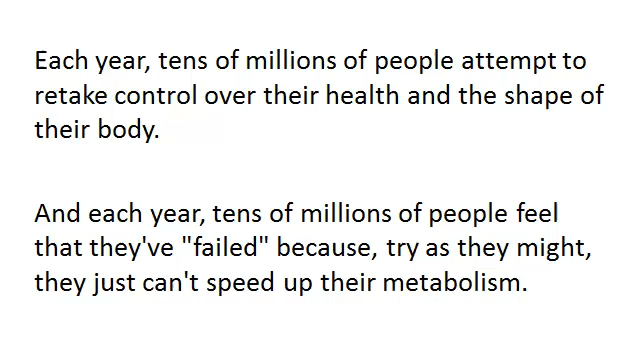 Each year, tens of millions of people attempt to
retake control over their health and the shape of
their body.
And each year, tens of millions of people feel
that they've "failed" because, try as they might,
they just can't speed up their metabolism.